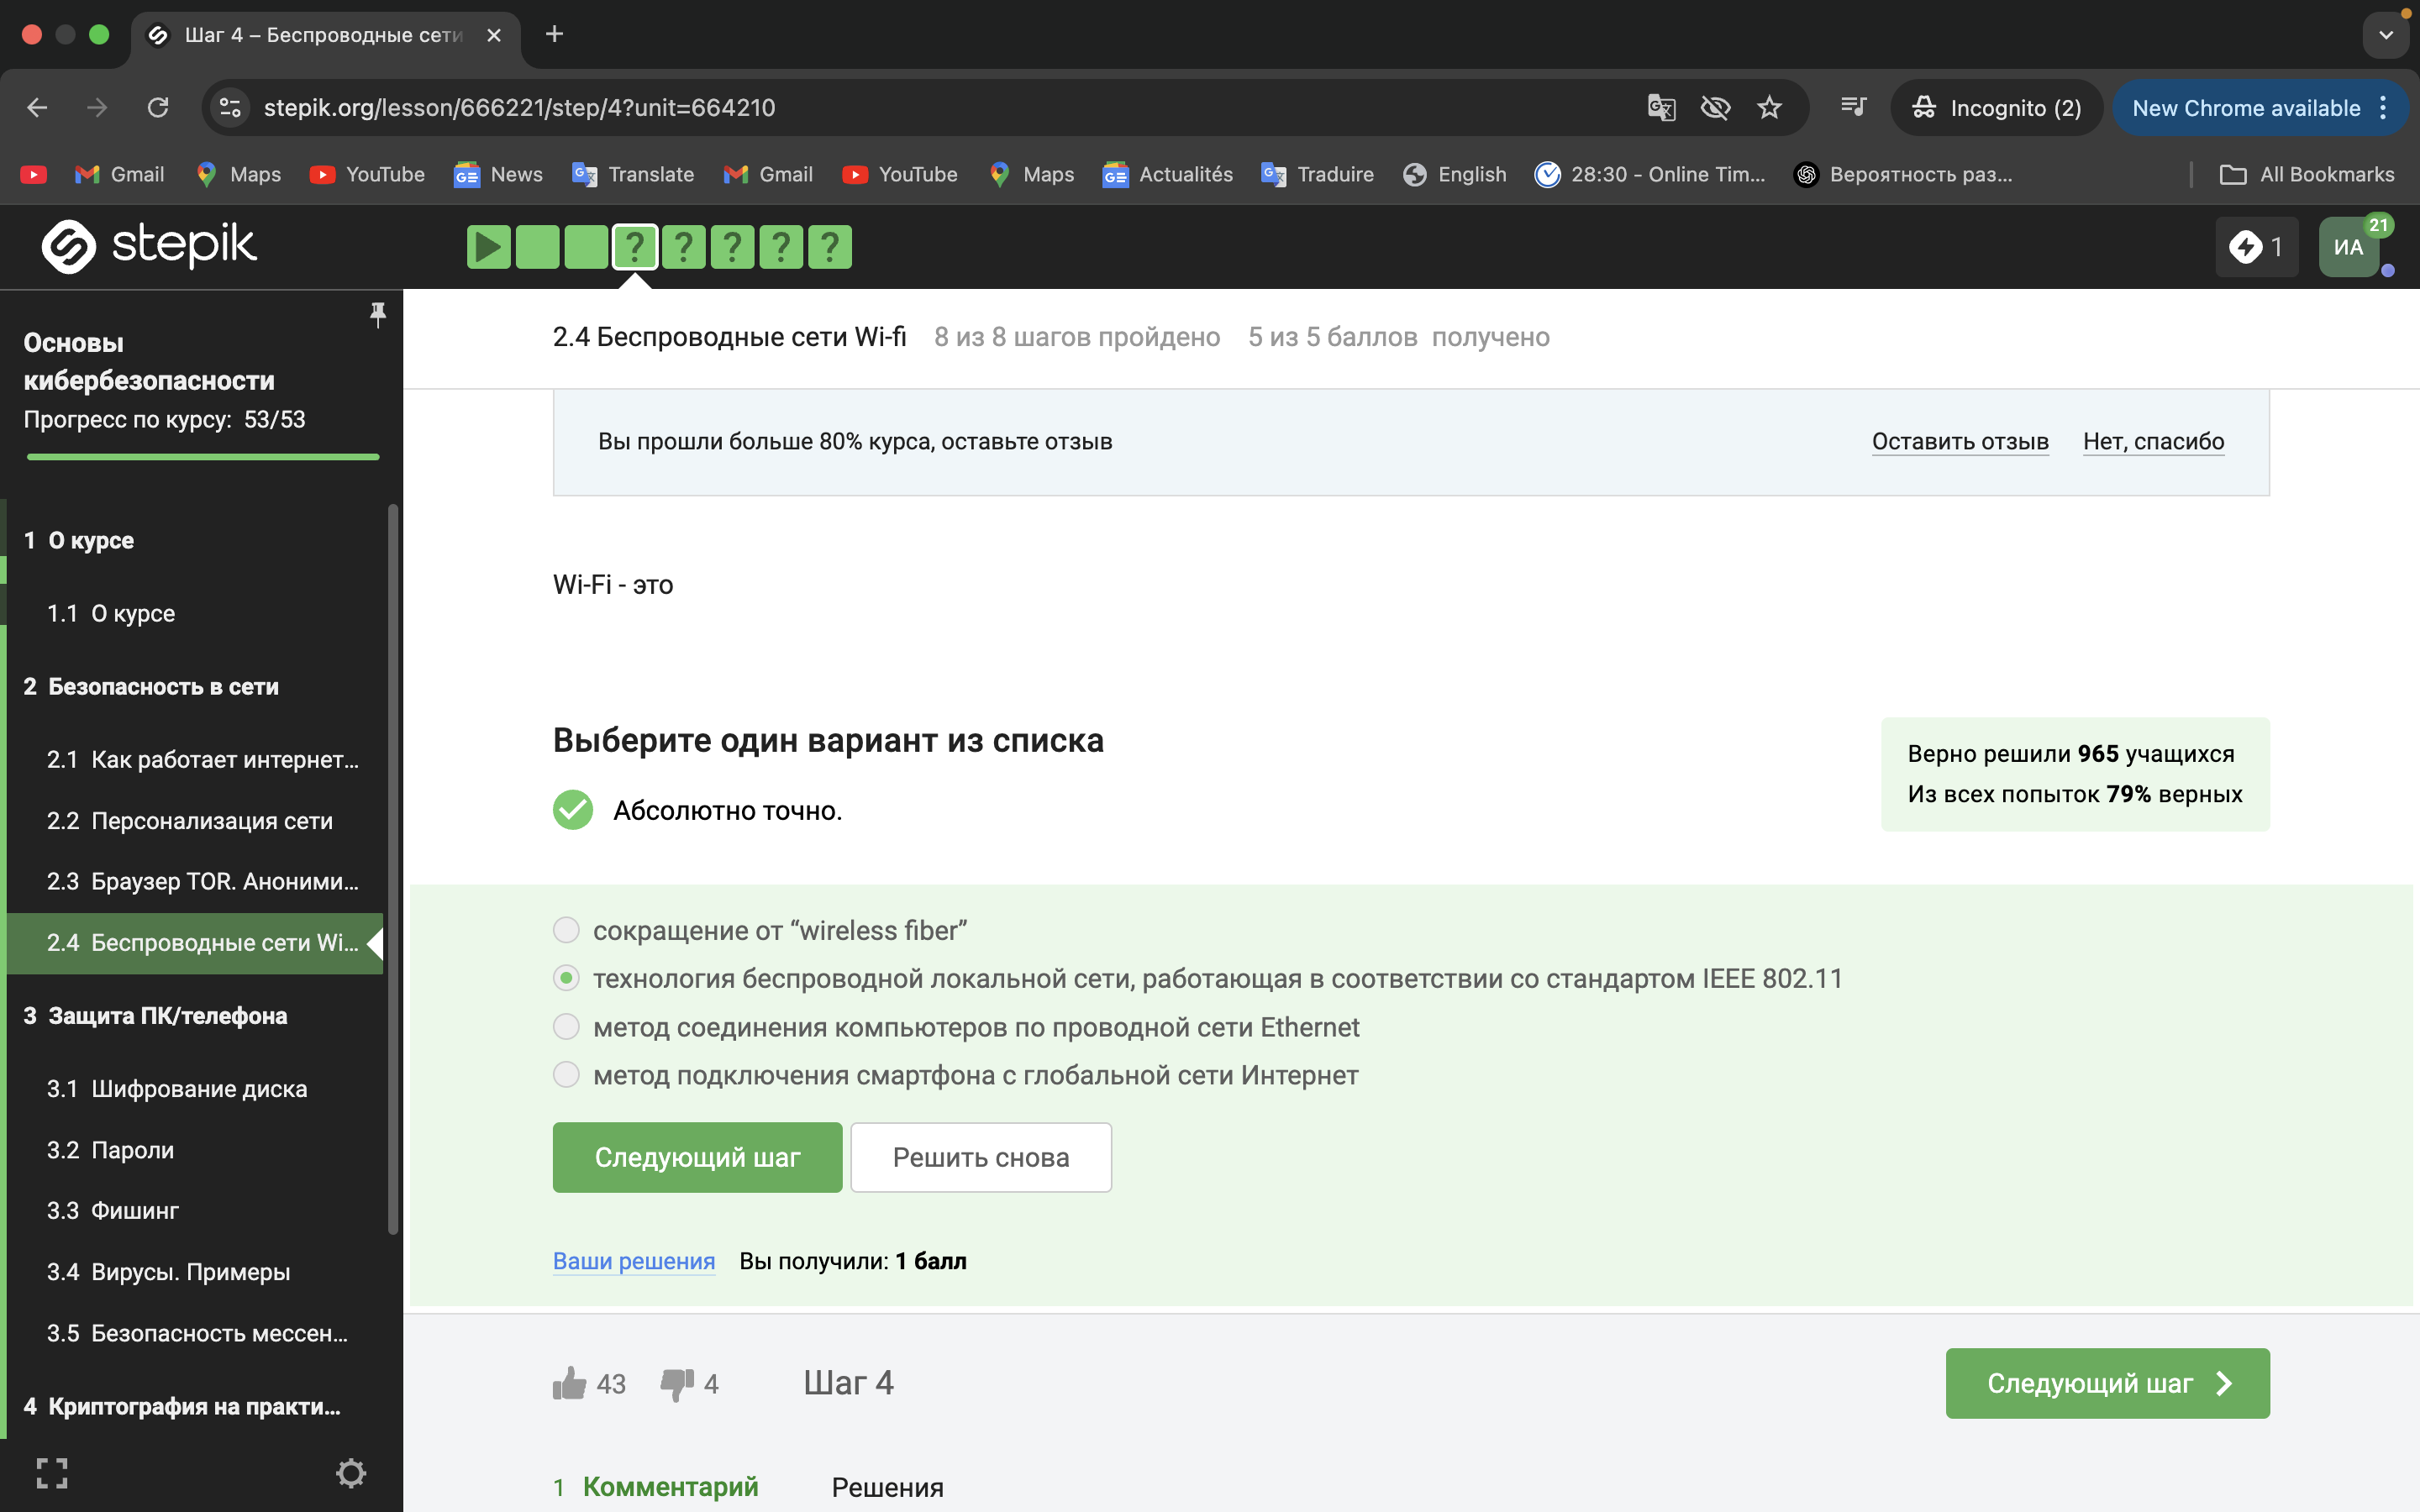 Шаг 4 – Беспроводные сети
stepik.org/lesson/666221/step/4?unit=664210
Incognito (2)
New Chrome available
Gmail
Maps
YouTube
News
Translate
Gmail
YouTube
Maps
Actualités
Traduire
English
28:30 - Online Tim...
Вероятность раз...
All Bookmarks
stepik
? ? ? ? ?
1
ИА
21
Основы
кибербезопасности
Прогресс по курсу: 53/53
1 О курсе
1.1 О курсе
2 Безопасность в сети
2.1 Как работает интернет...
2.2 Персонализация сети
2.3 Браузер TOR. Аноними...
2.4 Беспроводные сети Wi...
3 Защита ПК/телефона
3.1 Шифрование диска
3.2 Пароли
3.3 Фишинг
3.4 Вирусы. Примеры
3.5 Безопасность мессен...
4 Криптография на практи...
2.4 Беспроводные сети Wi-fi 8 из 8 шагов пройдено 5 из 5 баллов получено
Вы прошли больше 80% курса, оставьте отзыв
Оставить отзыв
Нет, спасибо
Wi-Fi - это
Выберите один вариант из списка
Абсолютно точно.
Верно решили 965 учащихся
Из всех попыток 79% верных
сокращение от “wireless fiber”
технология беспроводной локальной сети, работающая в соответствии со стандартом IEEE 802.11
метод соединения компьютеров по проводной сети Ethernet
метод подключения смартфона с глобальной сети Интернет
Следующий шаг
Решить снова
Ваши решения
Вы получили: 1 балл
43
4
Шаг 4
Следующий шаг
1 Комментарий
Решения